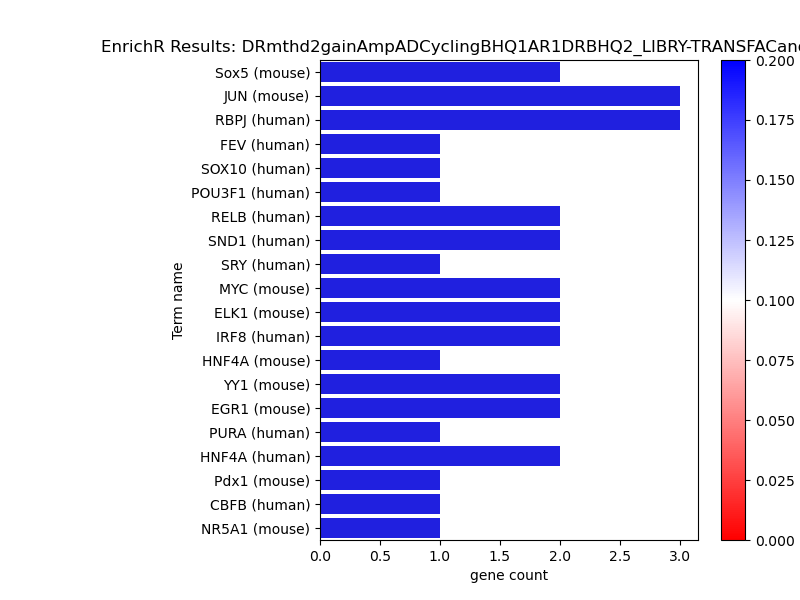 EnrichR Results: DRmthd2gainAmpADCyclingBHQ1AR1DRBHQ2_LIBRY-TRANSFACand
Term name
Sox5 (mouse)
JUN (mouse)
RBPJ (human)
FEV (human)
SOX10 (human)
POU3F1 (human)
RELB (human)
SND1 (human)
SRY (human)
MYC (mouse)
ELK1 (mouse)
IRF8 (human)
HNF4A (mouse)
YY1 (mouse)
EGR1 (mouse)
PURA (human)
HNF4A (human)
Pdx1 (mouse)
CBFB (human)
NR5A1 (mouse)
0.0 0.5 1.0 1.5 2.0 2.5 3.0
gene count
0.200
0.175
0.150
0.125
0.100
0.075
0.050
0.025
0.000